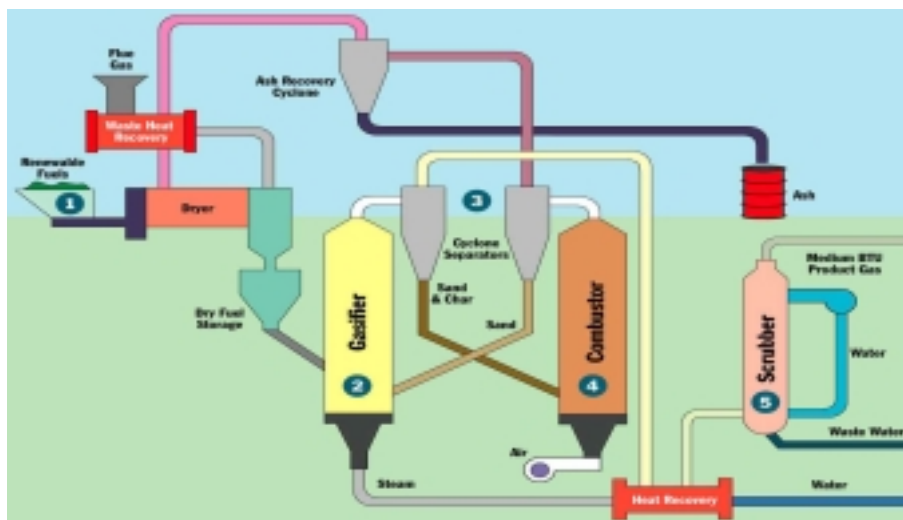 Flue
Gas
Ash Recovery
Cyclone
Waste Heat
Recovery
Renewable
Fuels
1
Dryer
3
Ash
Cyclone
Separators
Medium BTU
Product Gas
Sand
& Char
Dry Fuel
Storage
Gasifier
Sand
Combustor
Scrubber
Water
2
4
5
Waste Water
Air
Steam
Heat Recovery
Water